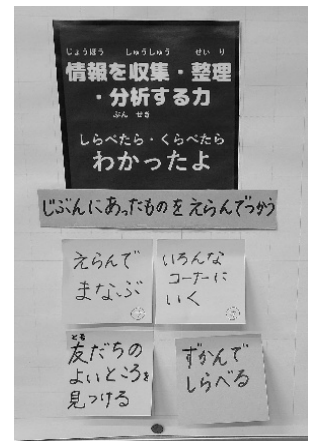 じょうほう しゅうしゅう せいり
情報を収集・整理
・分析する力
ぶんせき
しらべたら・くらべたら
わかったよ
じぶんにあったものをえらんでつかう
えらんで
まなぶ
いろんな
コーナーに
いく
とも
友だちの
よいところを
見つける
ずかんで
しらべる